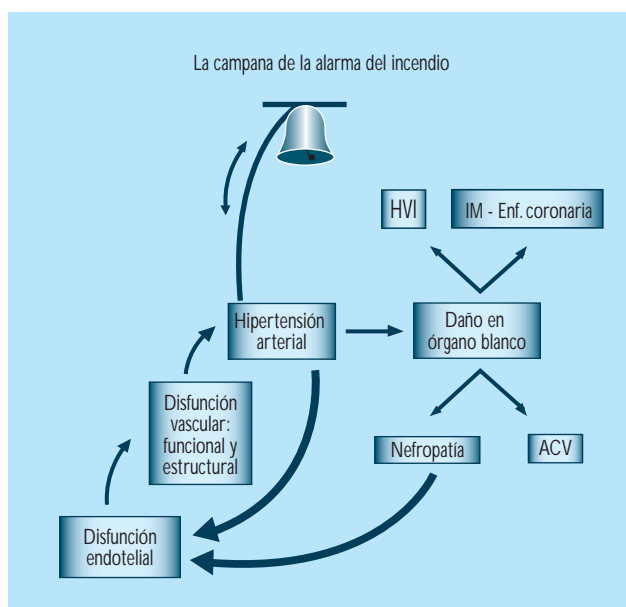 La campana de la alarma del incendio
HVI
IM - Enf. coronaria
Hipertensión
arterial
Daño en
órgano blanco
Disfunción
vascular:
funcional y
estructural
Nefropatía
ACV
Disfunción
endotelial